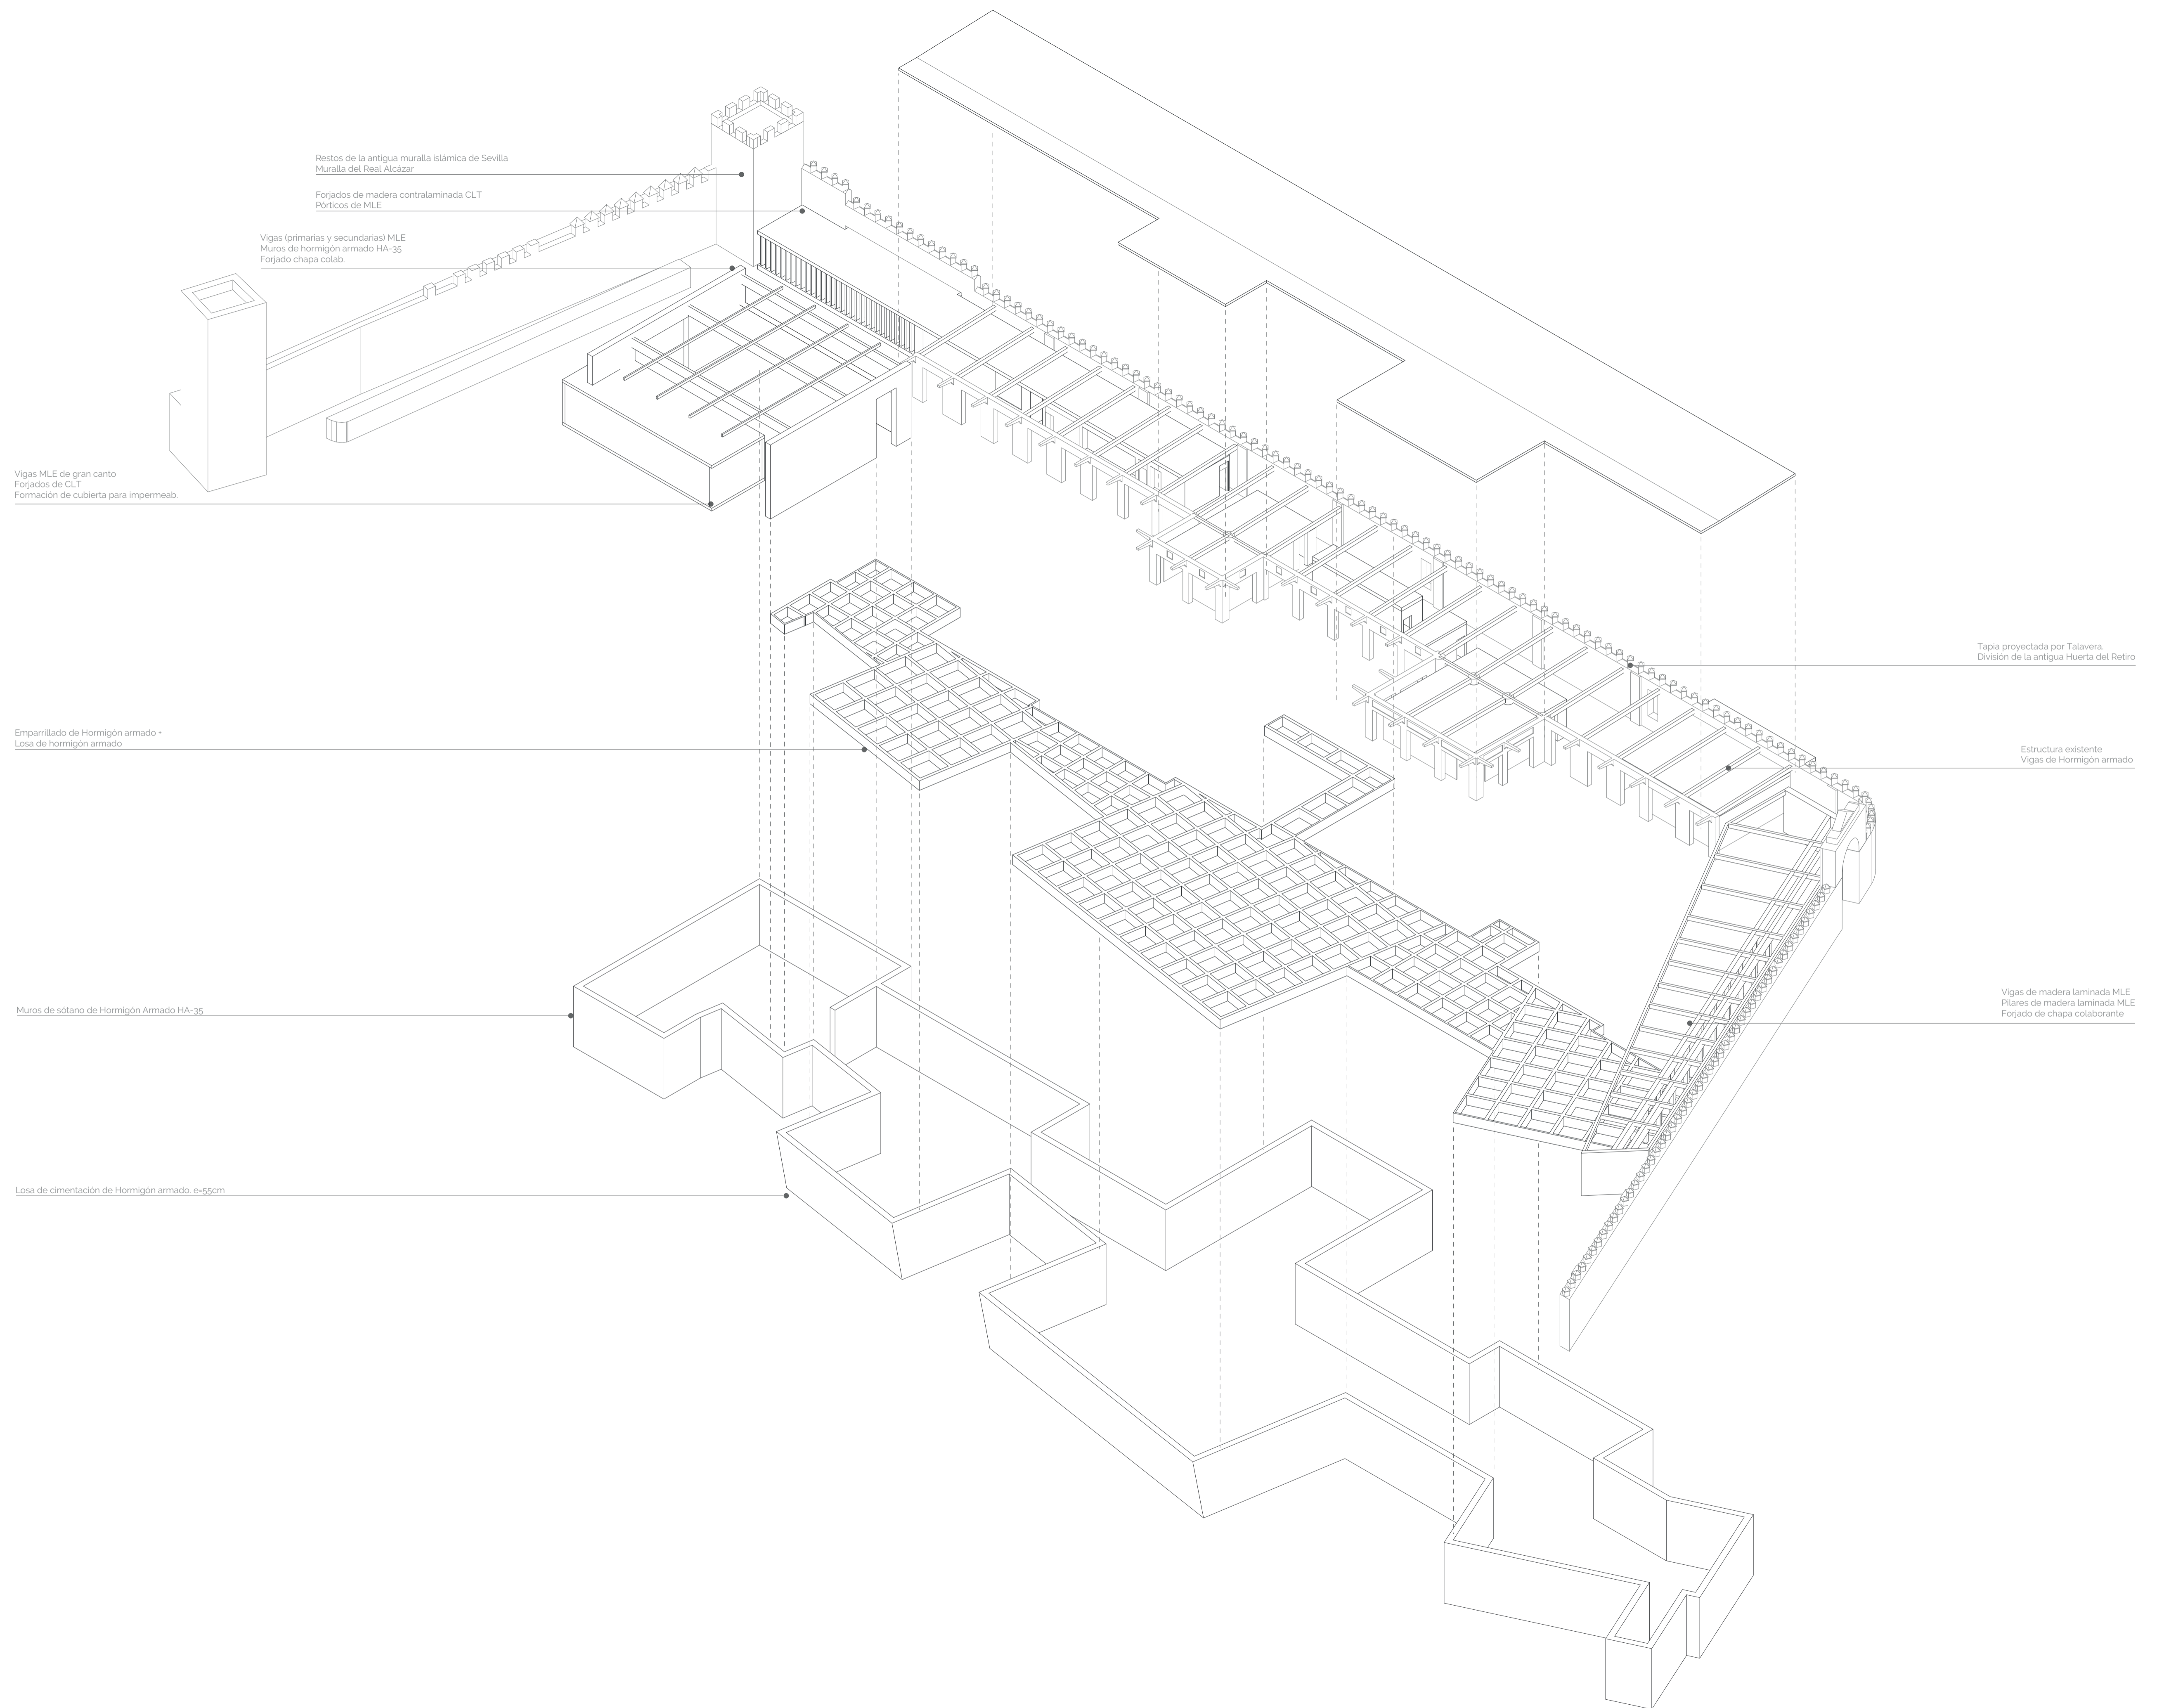 Restos de la antigua muralla islámica de Sevilla
Muralla del Real Alcázar
Forjados de madera contralaminada CLT
Pórticos de MLE
Vigas (primarias y secundarias) MLE
Muros de hormigón armado HA-35
Forjado chapa colab.
Vigas MLE de gran canto
Forjados de CLT
Formación de cubierta para impermeab.
Tapia proyectada por Talavera.
División de la antigua Huerta del Retiro
Emparrillado de Hormigón armado +
Losa de hormigón armado
Estructura existente
Vigas de Hormigón armado
Muros de sótano de Hormigón Armado HA-35
Vigas de madera laminada MLE
Pilares de madera laminada MLE
Forjado de chapa colaborante
Losa de cimentación de Hormigón armado. e=55cm